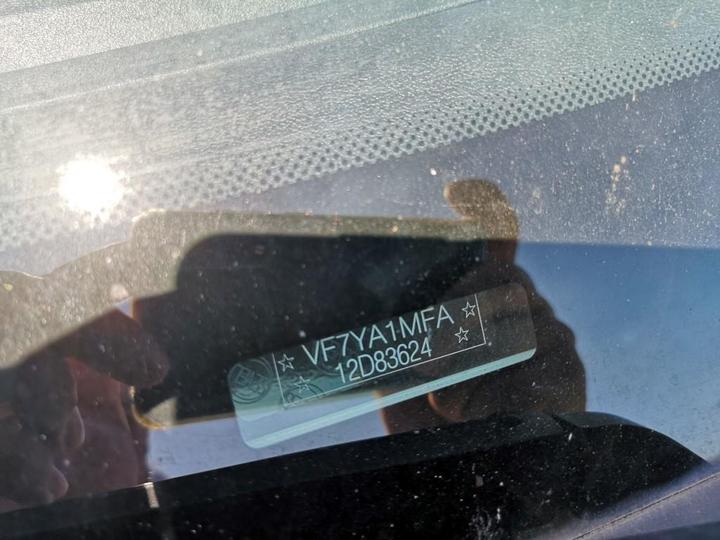 ☆ VF7YA1MFA ☆
☆ 12D83624 ☆